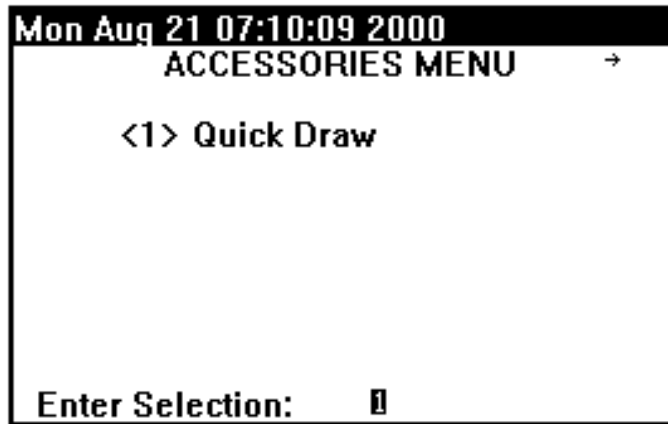 Mon Aug 21 07:10:09 2000
ACCESSORIES MENU →
<1> Quick Draw
Enter Selection: 1